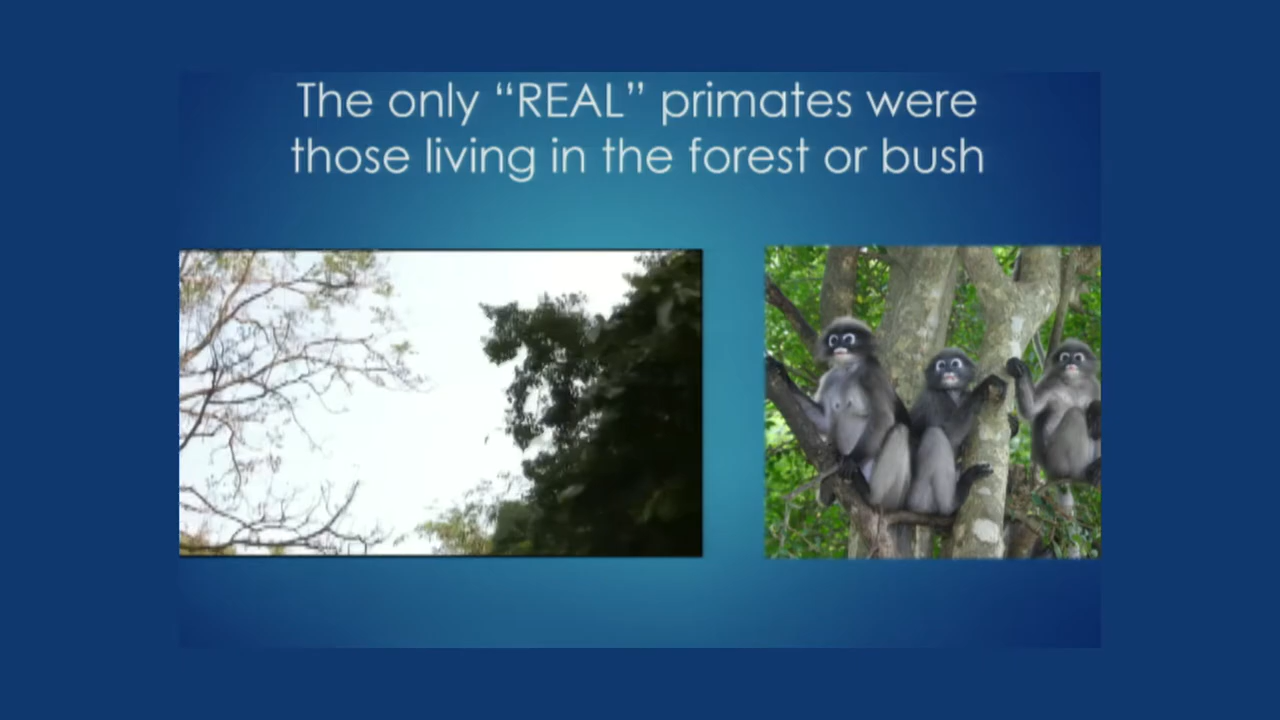 The only “REAL” primates were
those living in the forest or bush